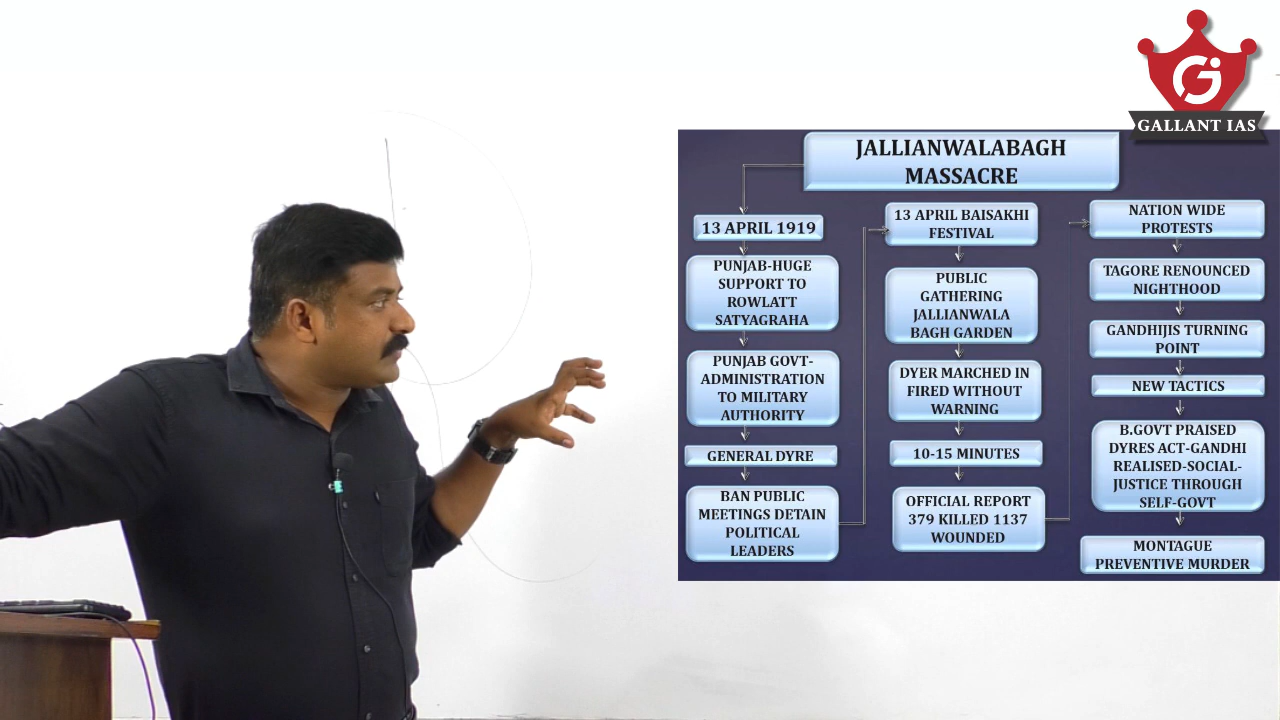 GALLANT IAS
JALLIANWALABAGH
MASSACRE
13 APRIL 1919
PUNJAB-HUGE
SUPPORT TO
ROWLATT
SATYAGRAHA
PUNJAB GOVT-
ADMINISTRATION
TO MILITARY
AUTHORITY
GENERAL DYRE
BAN PUBLIC
MEETINGS DETAIN
POLITICAL
LEADERS
13 APRIL BAISAKHI
FESTIVAL
PUBLIC
GATHERING
JALLIANWALA
BAGH GARDEN
DYER MARCHED IN
FIRED WITHOUT
WARNING
10-15 MINUTES
OFFICIAL REPORT
379 KILLED 1137
WOUNDED
NATION WIDE
PROTESTS
TAGORE RENOUNCED
NIGHTHOOD
GANDHIJIS TURNING
POINT
NEW TACTICS
B.GOVT PRAISED
DYRES ACT-GANDHI
REALISED-SOCIAL-
JUSTICE THROUGH
SELF-GOVT
MONTAGUE
PREVENTIVE MURDER